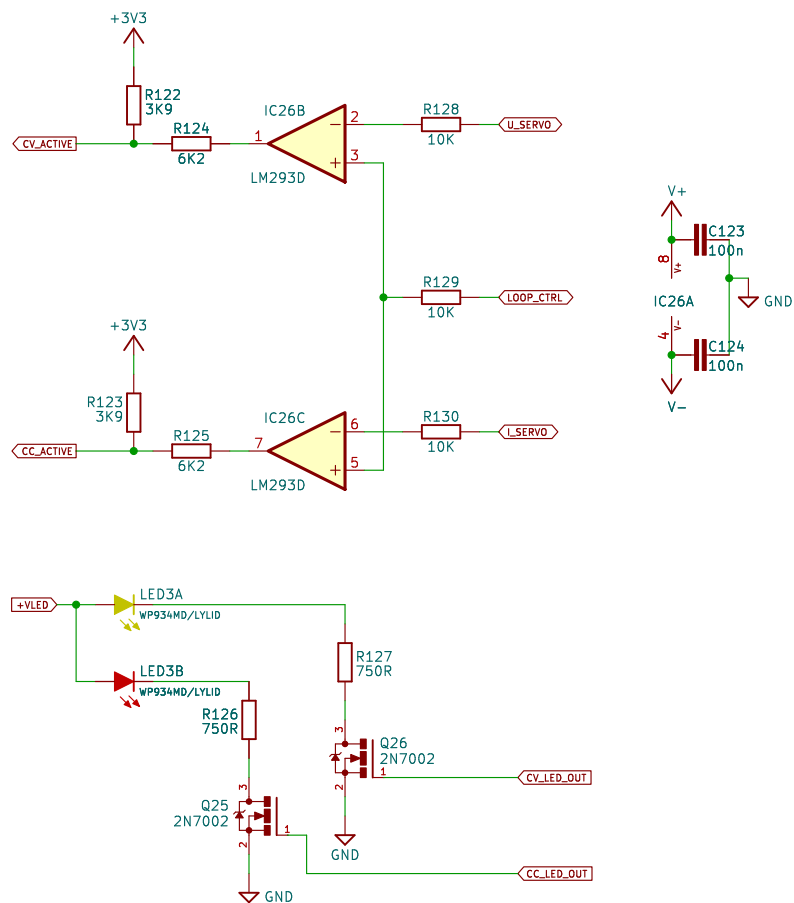 +3V3
R122
3K9
CV_ACTIVE
R124
6K2
1
IC26B
LM293D
2
3
R128
10K
U_SERVO
R129
10K
LOOP_CTRL
V+
C123
100n
8
V+
IC26A
GND
4
V-
C124
100n
V-
+3V3
R123
3K9
CC_ACTIVE
R125
6K2
7
IC26C
LM293D
6
5
R130
10K
I_SERVO
+VLED
LED3A
WP934MD/LYLID
LED3B
WP934MD/LYLID
R127
750R
R126
750R
3
Q26
2N7002
1
2
CV_LED_OUT
GND
3
Q25
2N7002
1
2
CC_LED_OUT
GND